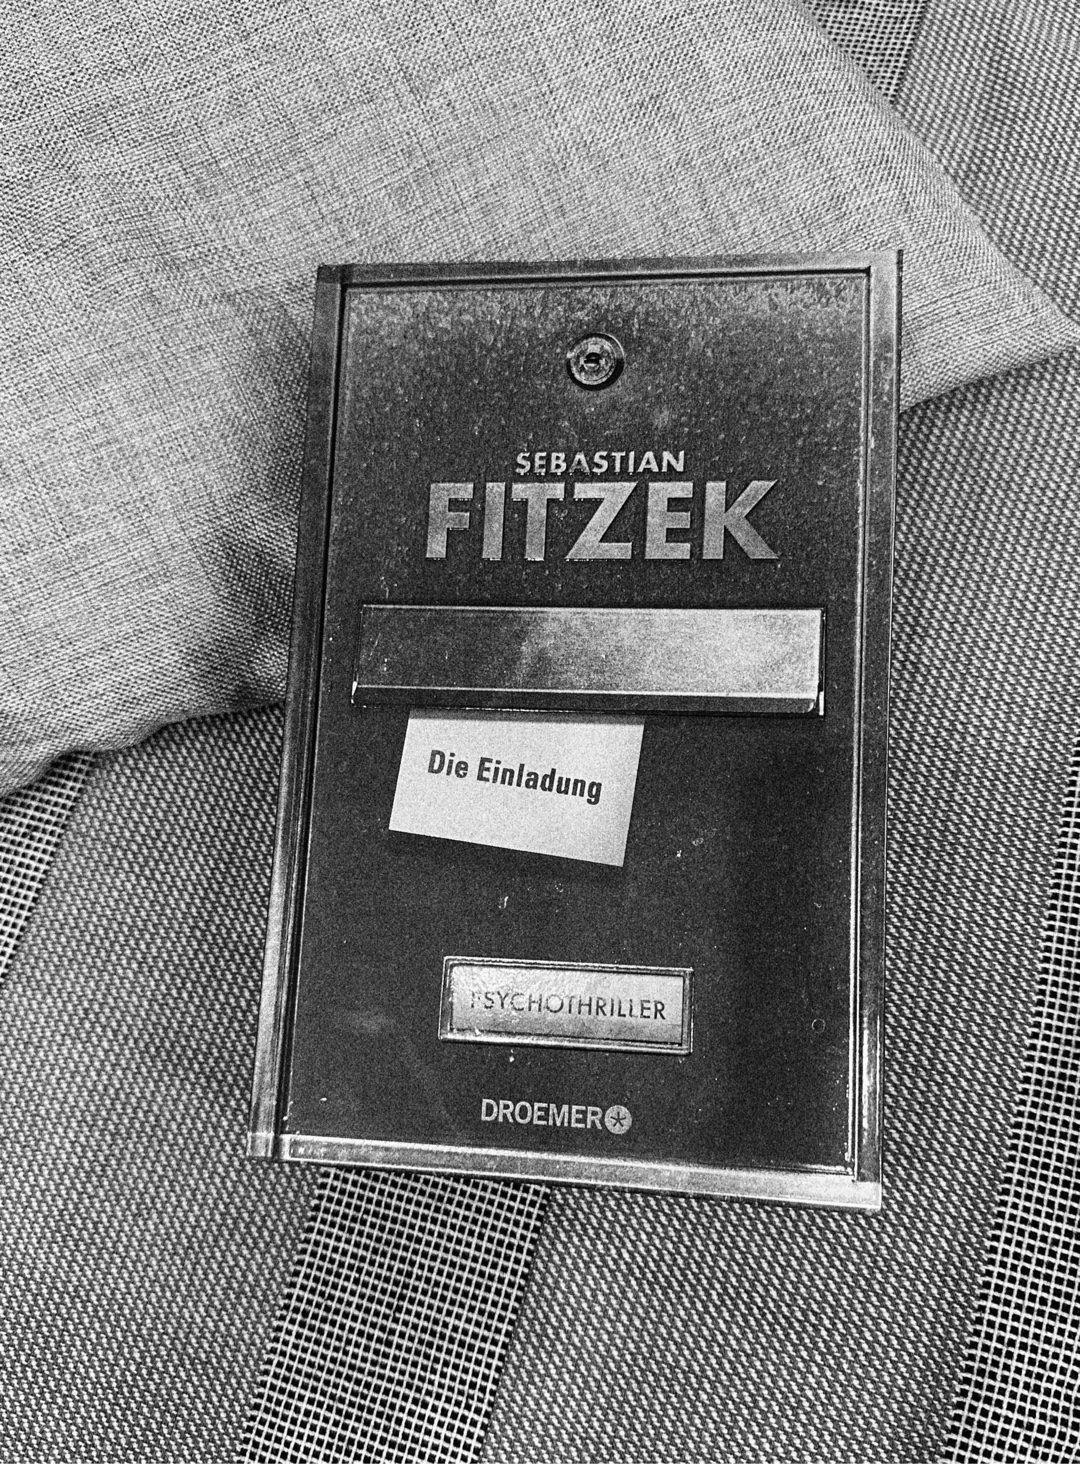 SEBASTIAN
FITZEK
Die Einladung
PSYCHOTHRILLER
DROEMER